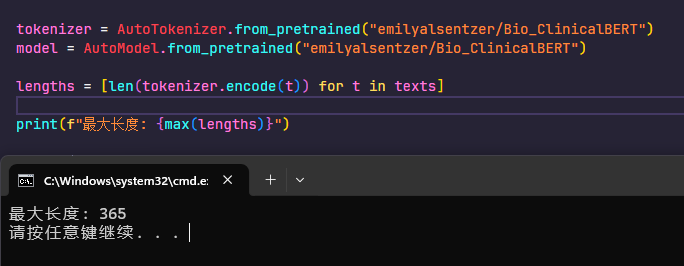 tokenizer = AutoTokenizer.from_pretrained("emilyalsentzer/Bio_ClinicalBERT")
model = AutoModel.from_pretrained("emilyalsentzer/Bio_ClinicalBERT")
lengths = [len(tokenizer.encode(t)) for t in texts]
print(f"最大长度: {max(lengths)}")
C:\Windows\system32\cmd.e:
最大长度: 365
请按任意键继续. . .